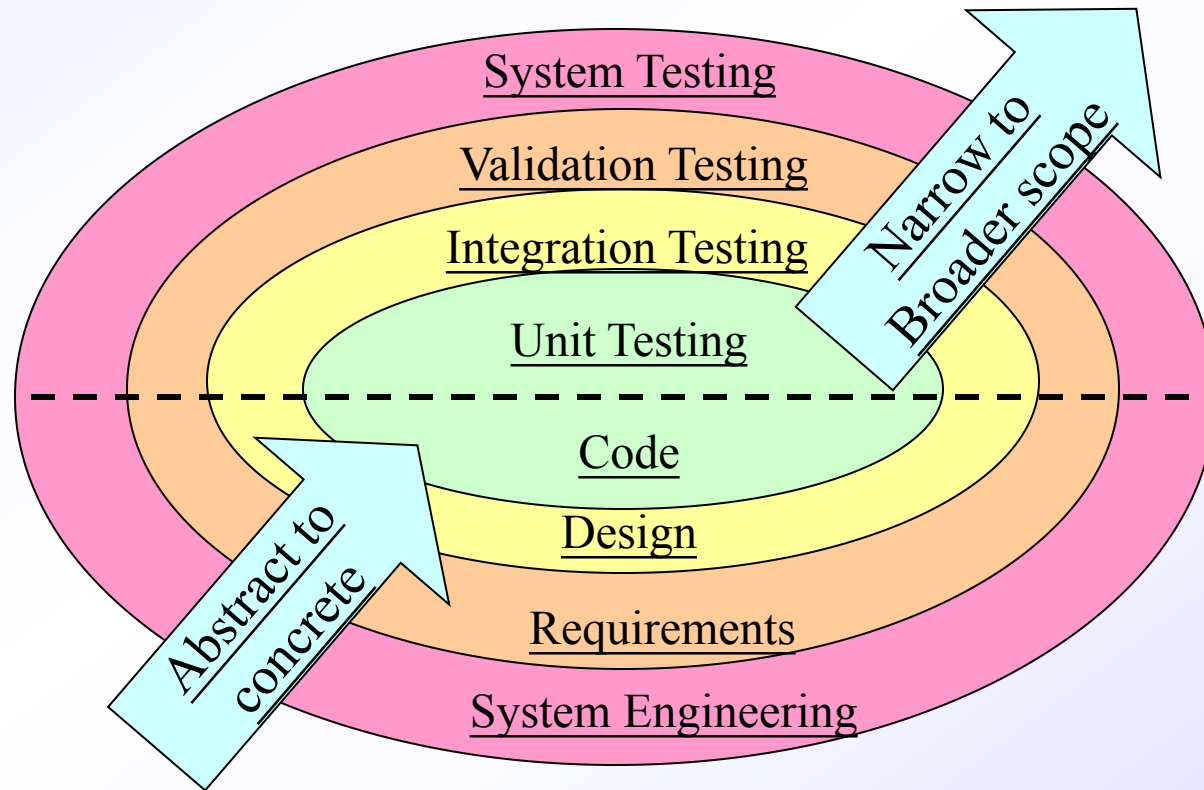 System Testing
Validation Testing
Integration Testing
Unit Testing
Narrow to
Broader scope
Code
Design
Requirements
System Engineering
Abstract to
concrete